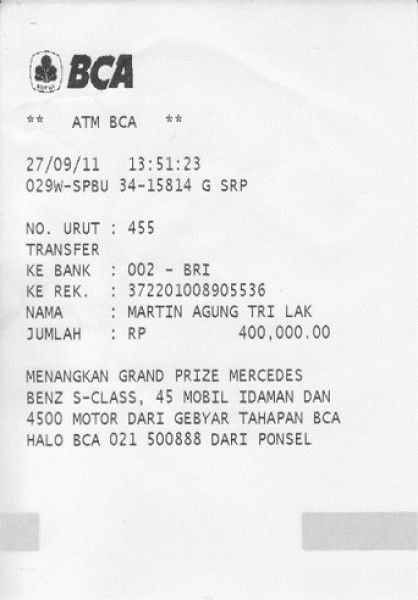 BCA
** ATM BCA **
27/09/11 13:51:23
029W-SPBU 34-15814 G SRP
NO. URUT : 455
TRANSFER
KE BANK : 002 - BRI
KE REK. : 372201008905536
NAMA : MARTIN AGUNG TRI LAK
JUMLAH : RP 400,000.00
MENANGKAN GRAND PRIZE MERCEDES
BENZ S-CLASS, 45 MOBIL IDAMAN DAN
4500 MOTOR DARI GEBYAR TAHAPAN BCA
HALO BCA 021 500888 DARI PONSEL